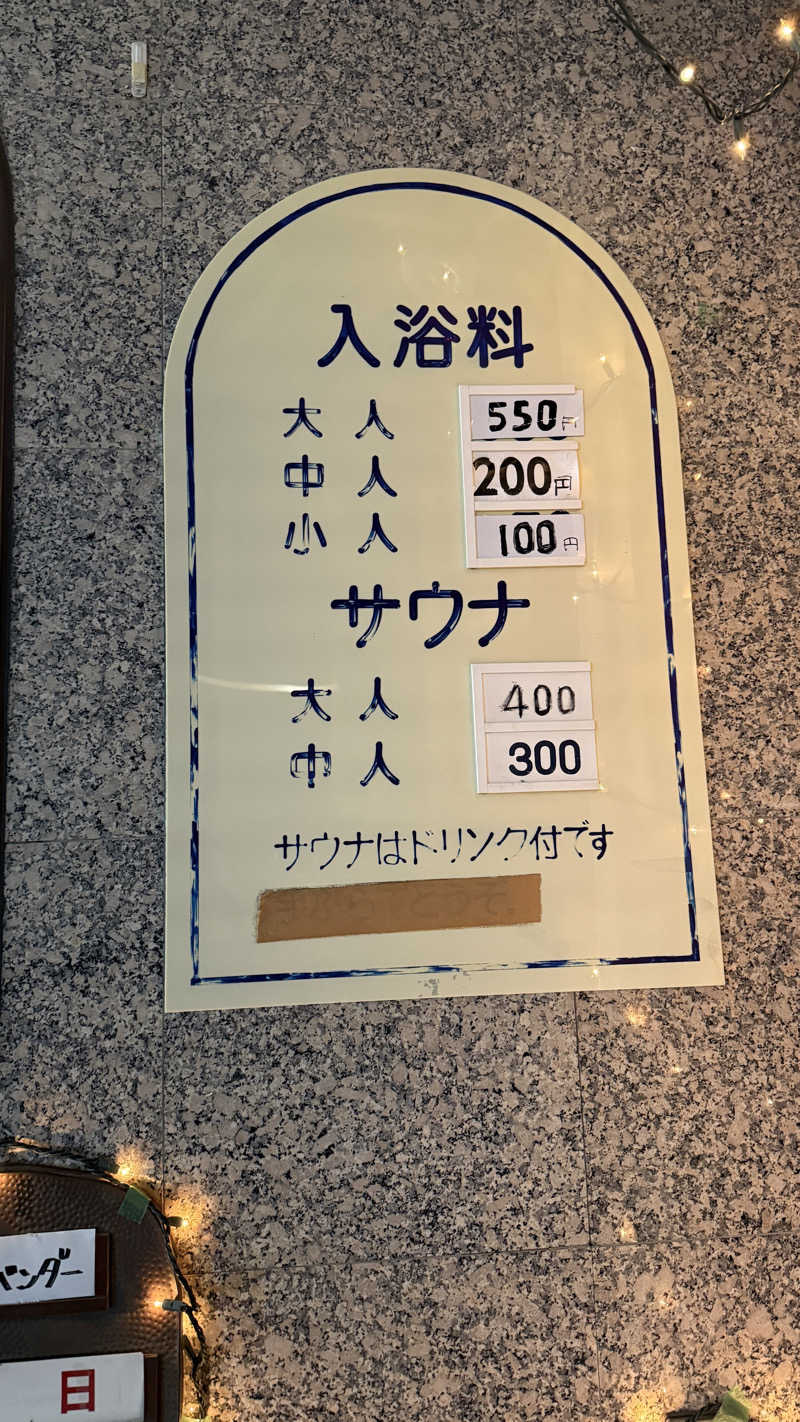 入浴料
大人 550円
中人 200円
小人 100円
サウナ
大人 400
中人 300
サウナはドリンク付です
ンダー
日